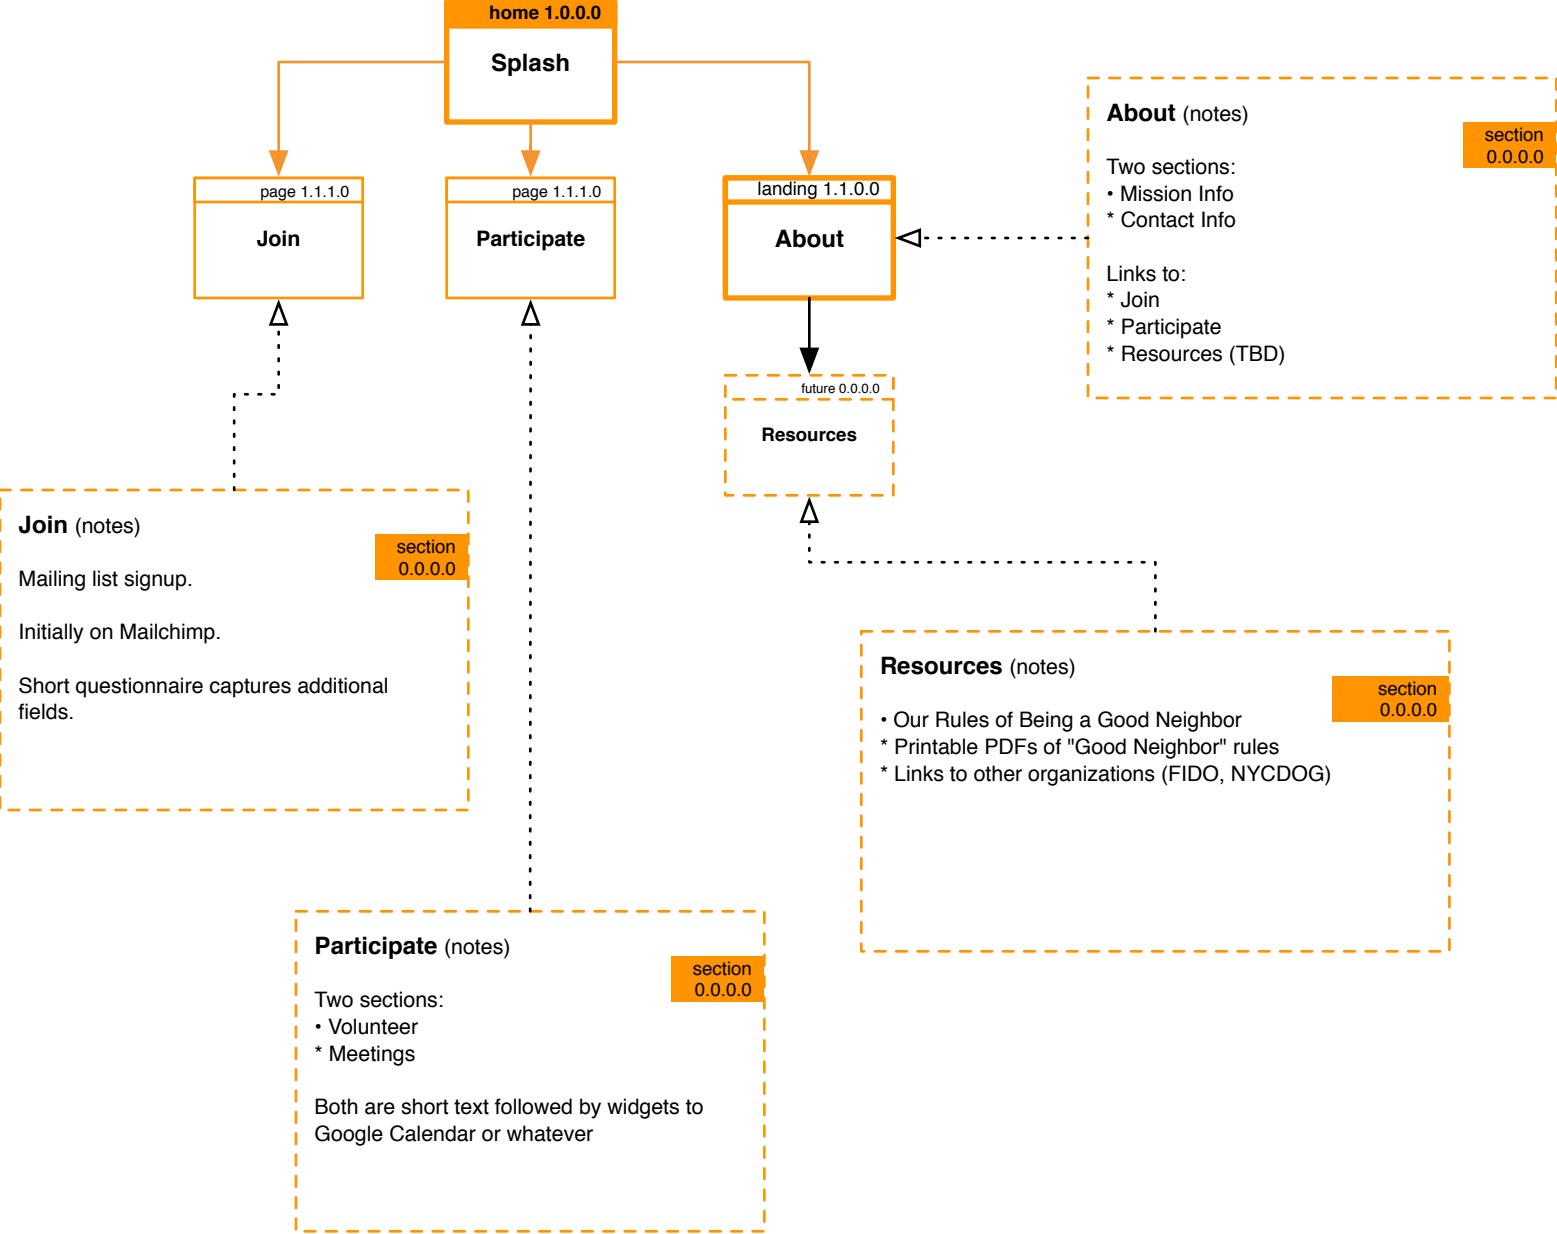 home 1.0.0.0
Splash
page 1.1.1.0
Join
page 1.1.1.0
Participate
landing 1.1.0.0
About
About (notes)
section
0.0.0.0
Two sections:
• Mission Info
* Contact Info
Links to:
* Join
* Participate
* Resources (TBD)
future 0.0.0.0
Resources
Join (notes)
section
0.0.0.0
Mailing list signup.
Initially on Mailchimp.
Short questionnaire captures additional
fields.
Resources (notes)
section
0.0.0.0
• Our Rules of Being a Good Neighbor
* Printable PDFs of "Good Neighbor" rules
* Links to other organizations (FIDO, NYCDOG)
Participate (notes)
section
0.0.0.0
Two sections:
• Volunteer
* Meetings
Both are short text followed by widgets to
Google Calendar or whatever